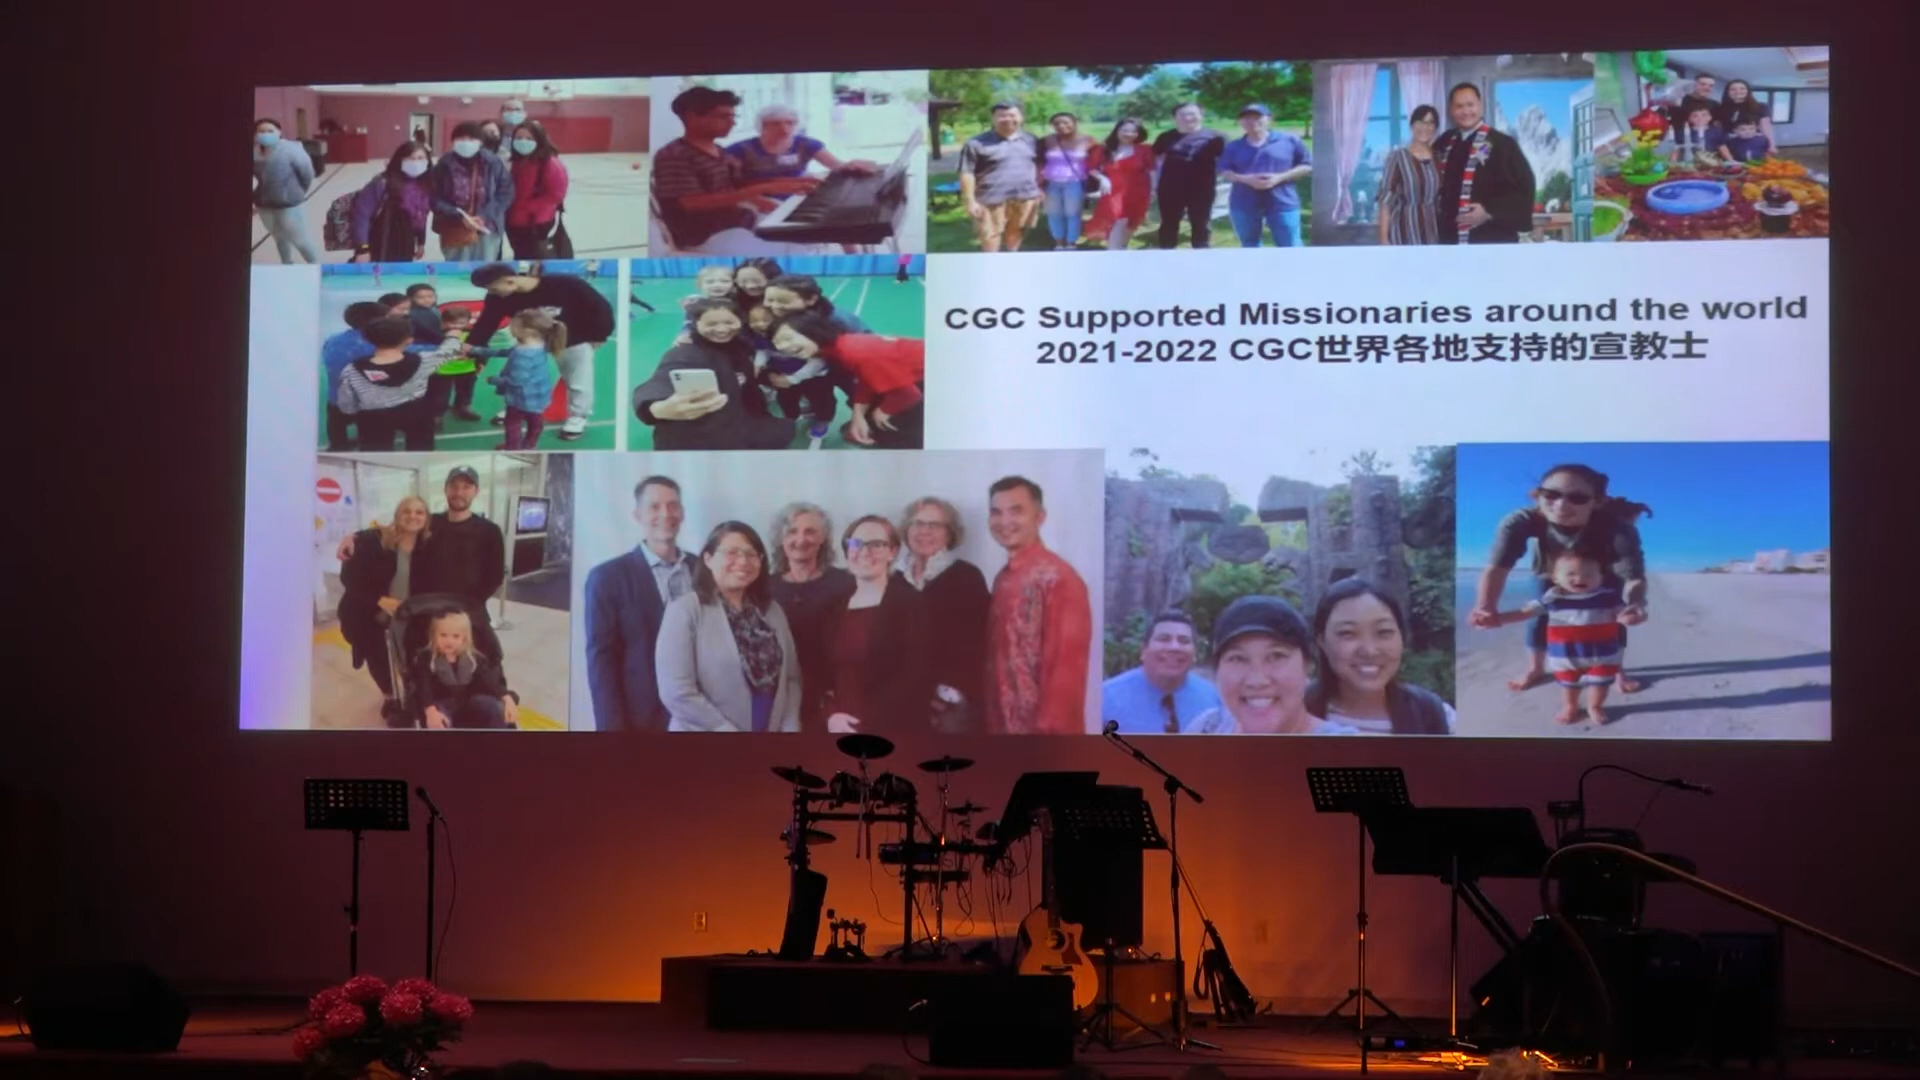 CGC Supported Missionaries around the world
2021-2022 CGC世界各地支持的宣教士